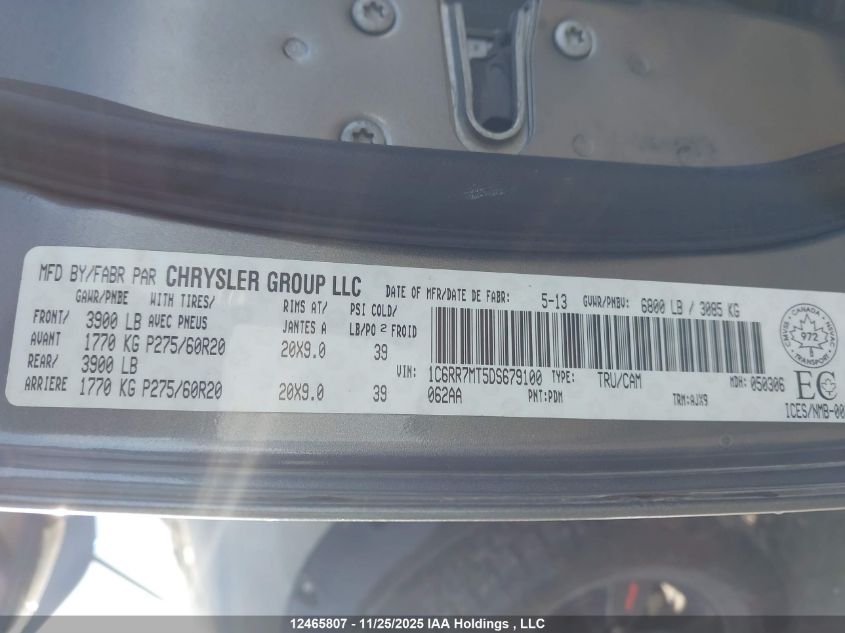 MFD BY/FABR PAR CHRYSLER GROUP LLC DATE OF MFR/DATE DE FABR: 5-13 GVWR/PNBV: 6800 LB / 3085 KG
GAWR/PNBE WITH TIRES/ RIMS AT/ PSI COLD/
FRONT/ 3900 LB AVEC PNEUS JANTES A LB/PO 2 FROID
AVANT 1770 KG P275/60R20 20X9.0 39
REAR/ 3900 LB
ARRIERE 1770 KG P275/60R20 20X9.0 39
VIN: 1C6RR7MT5DS679100 TYPE: TRU/CAM MDH: 050306
062AA PNT:PDM TRM:AJX9
CMVSS CANADA NSVAC
972
TRANSPORT
EC
ICES/NMB-00
12465807 - 11/25/2025 IAA Holdings , LLC